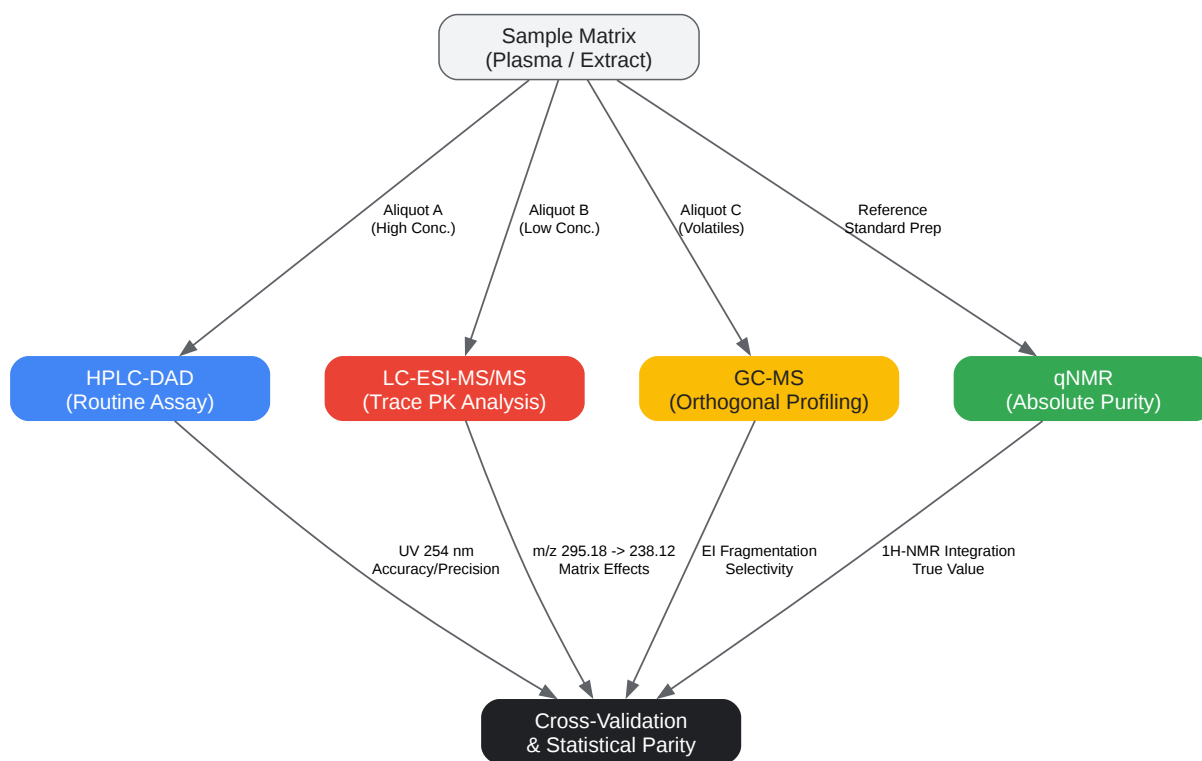 Sample Matrix
(Plasma / Extract)
Aliquot A
(High Conc.)
Aliquot B
(Low Conc.)
Aliquot C
(Volatiles)
Reference
Standard Prep
HPLC-DAD
(Routine Assay)
LC-ESI-MS/MS
(Trace PK Analysis)
GC-MS
(Orthogonal Profiling)
qNMR
(Absolute Purity)
UV 254 nm
Accuracy/Precision
m/z 295.18 -> 238.12
Matrix Effects
EI Fragmentation
Selectivity
1H-NMR Integration
True Value
Cross-Validation
& Statistical Parity